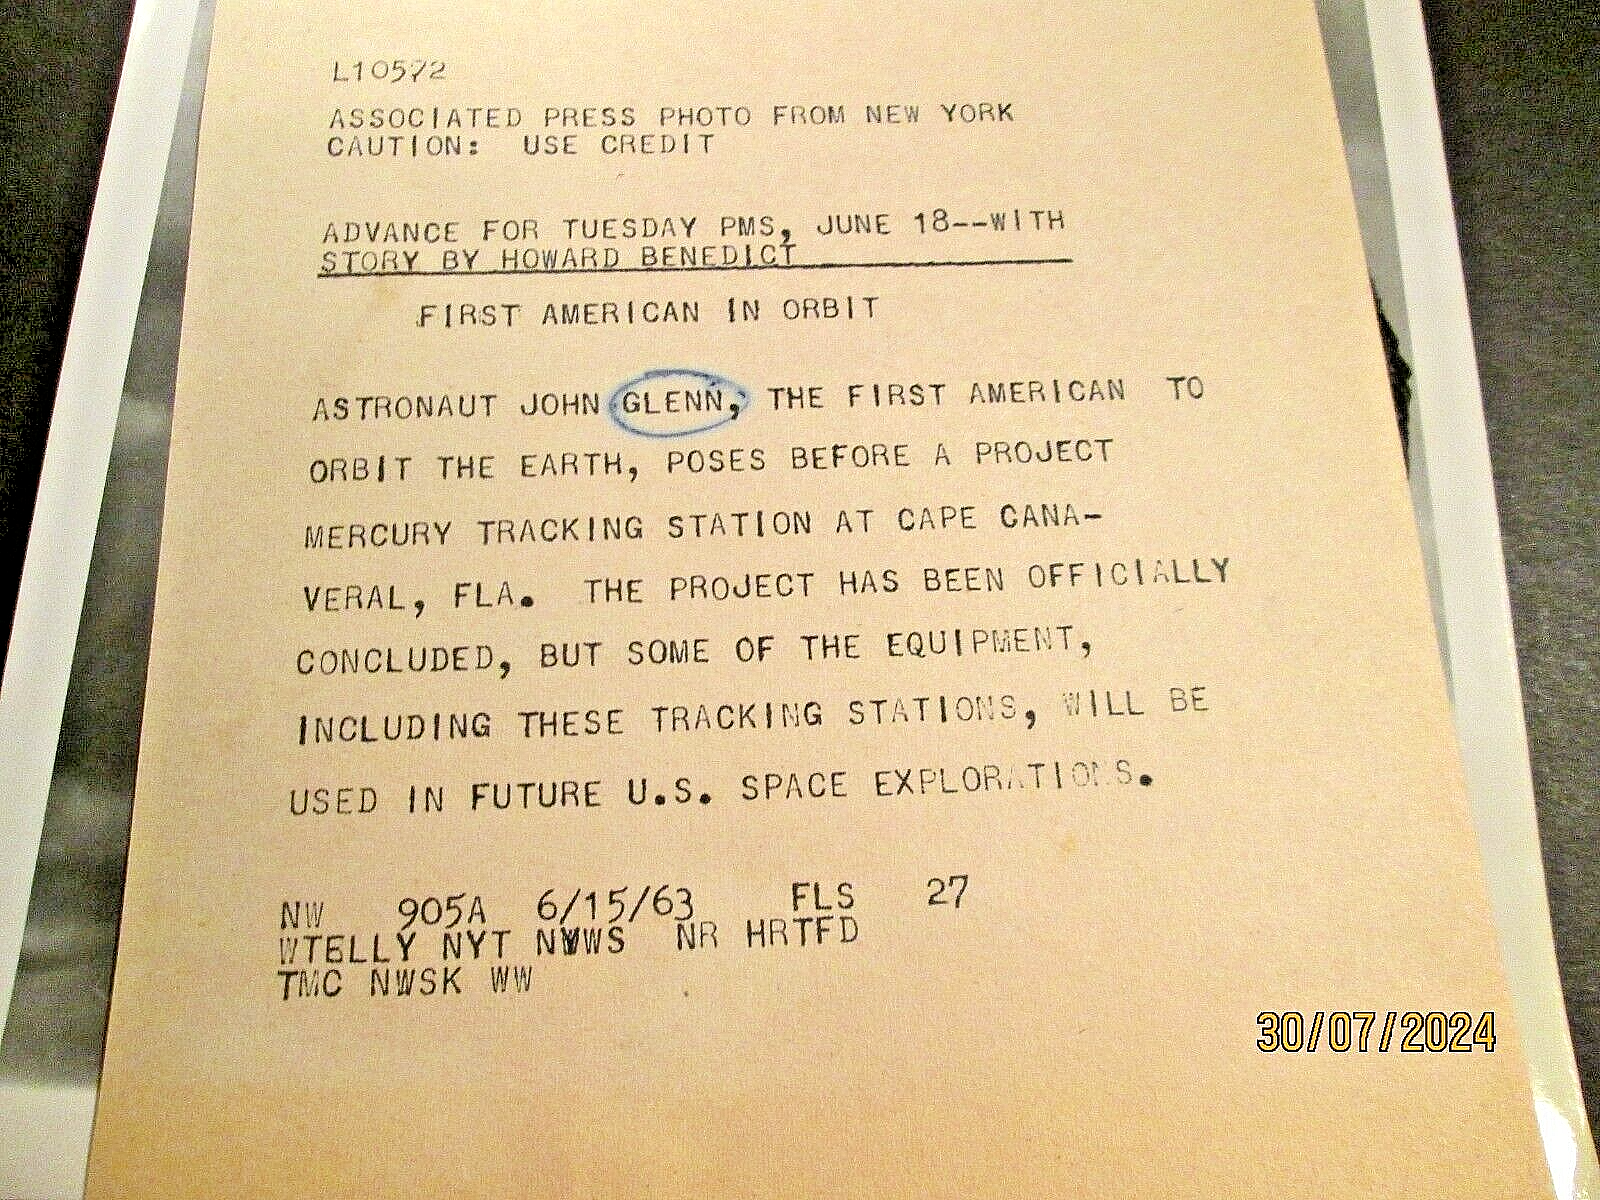 L10572
ASSOCIATED PRESS PHOTO FROM NEW YORK
CAUTION: USE CREDIT
ADVANCE FOR TUESDAY PMS, JUNE 18--WITH
STORY BY HOWARD BENEDICT
FIRST AMERICAN IN ORBIT
ASTRONAUT JOHN GLENN, THE FIRST AMERICAN TO
ORBIT THE EARTH, POSES BEFORE A PROJECT
MERCURY TRACKING STATION AT CAPE CANA-
VERAL, FLA. THE PROJECT HAS BEEN OFFICIALLY
CONCLUDED, BUT SOME OF THE EQUIPMENT,
INCLUDING THESE TRACKING STATIONS, WILL BE
USED IN FUTURE U.S. SPACE EXPLORATIONS.
NW 905A 6/15/63 FLS 27
WTELLY NYT NR HRTFD
TMC NWSK WW
30/07/2024